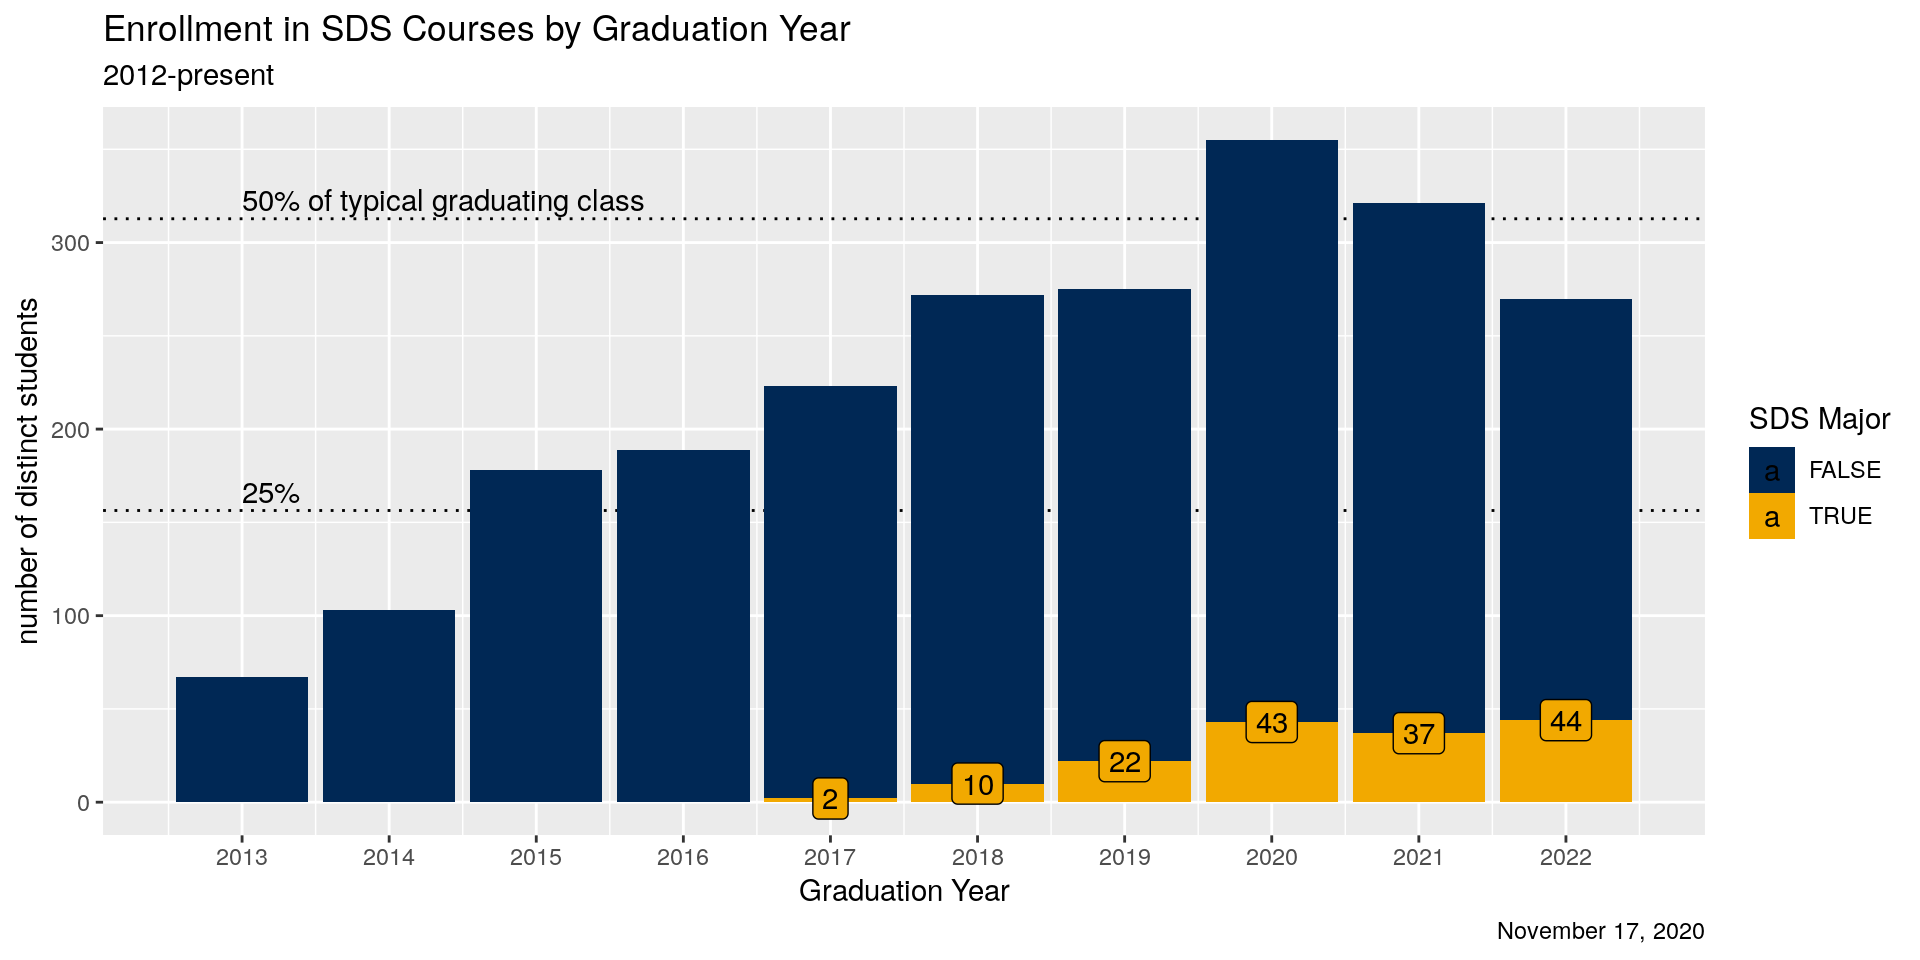 Enrollment in SDS Courses by Graduation Year
2012-present
50% of typical graduating class
25%
300
200
100
0
number of distinct students
2
10
22
43
37
44
2013 2014 2015 2016 2017 2018 2019 2020 2021 2022
Graduation Year
SDS Major
a FALSE
a TRUE
November 17, 2020